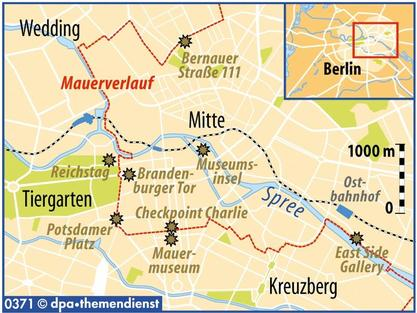 Wedding
Bernauer
Straße 111
Berlin
Mauerverlauf
Mitte
1000 m
0
Reichstag
Branden-
burger Tor
Museums-
insel
Ost-
bahnhof
Tiergarten
Spree
Checkpoint Charlie
Potsdamer
Platz
Mauer-
museum
East Side
Gallery
Kreuzberg
0371 © dpa•themendienst